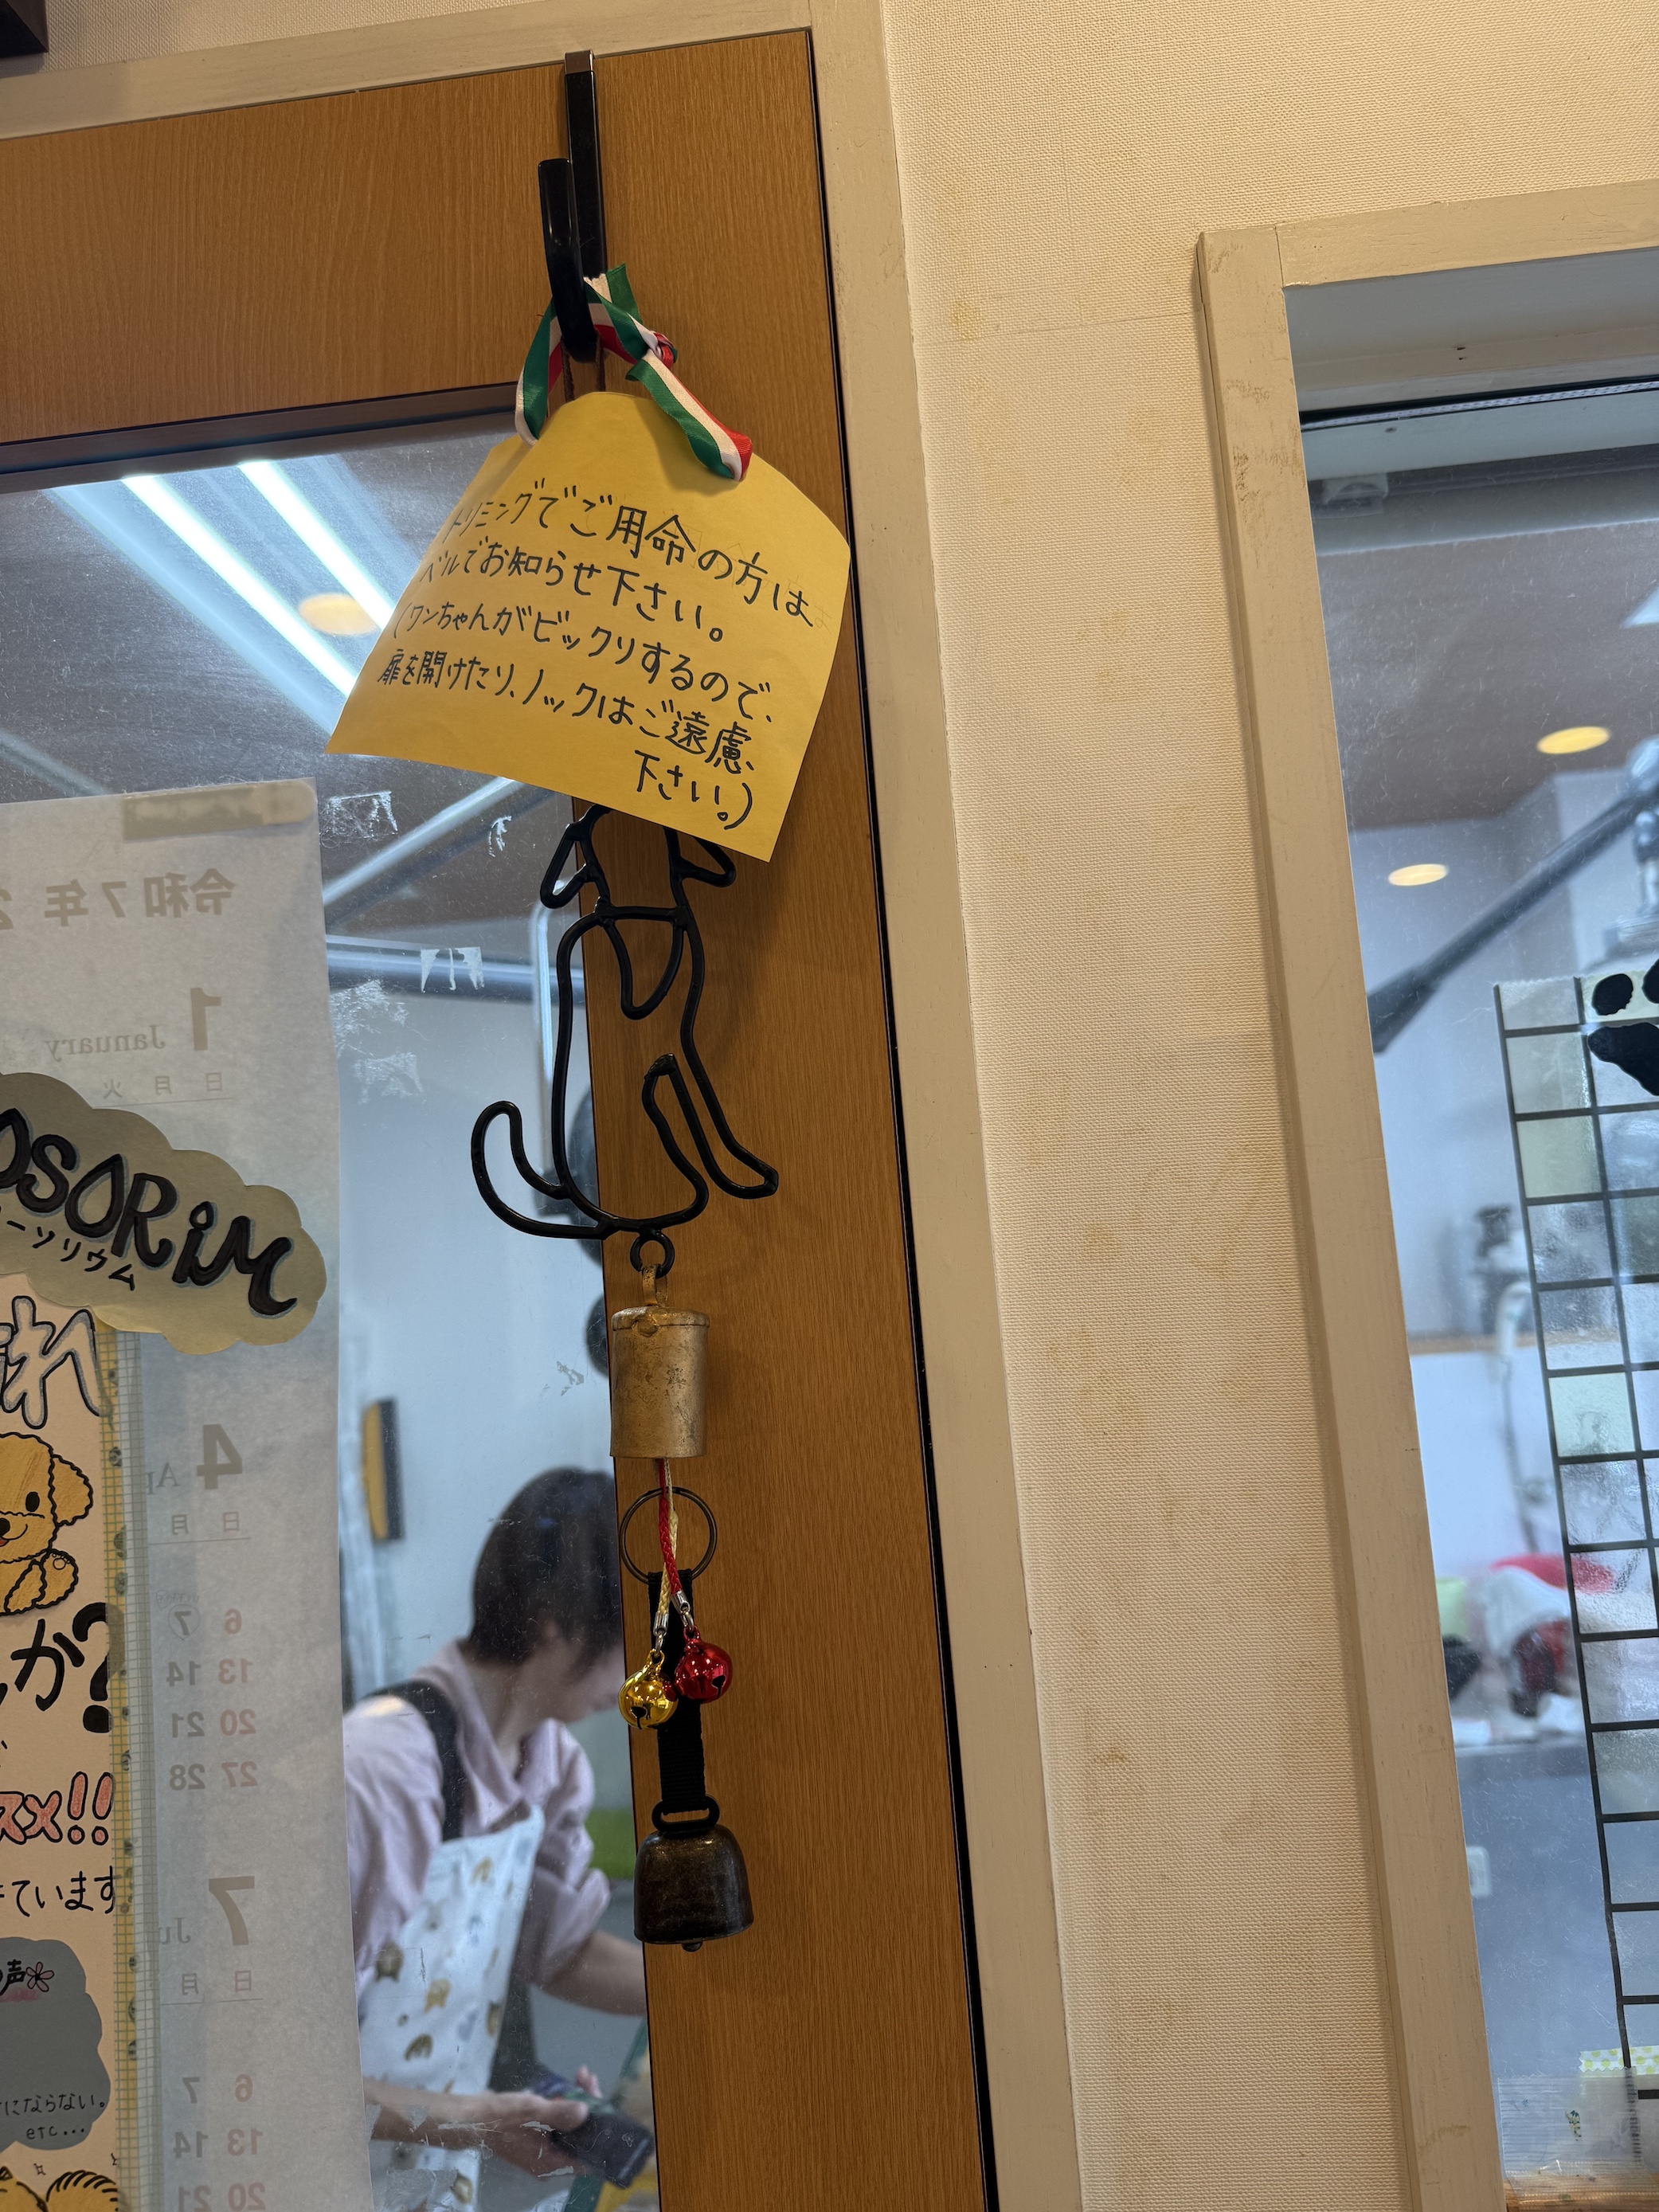 トリミングでご用命の方は
ベルでお知らせ下さい。
(ワンちゃんがビックリするので、
扉を開けたり、ノックはご遠慮
下さい。)
令和7年
1
January
日 月 火
OSORiM
ーソリウム
れ
か?
スメ!!
きています
声
にならない。
etc...
4
日 月
6 7
13 14
20 21
27 28
7
日 月
6 7
13 14
20 21